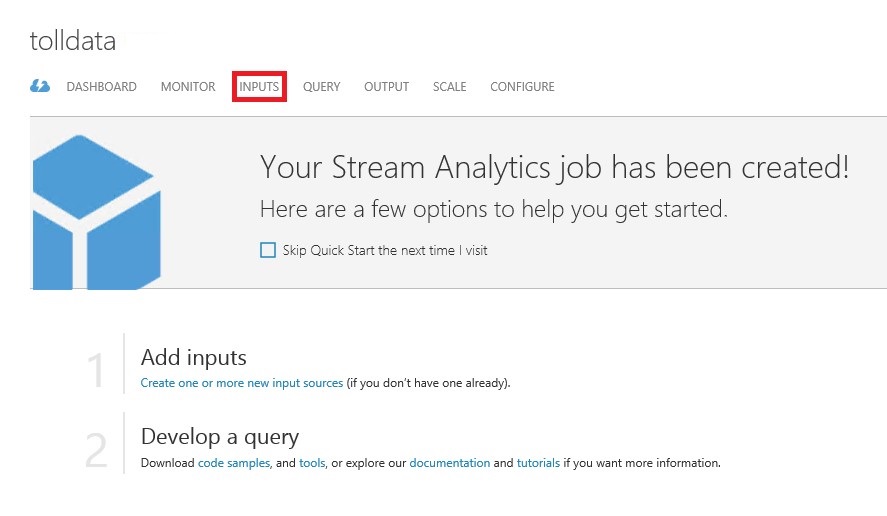 tolldata
DASHBOARD MONITOR INPUTS QUERY OUTPUT SCALE CONFIGURE
Your Stream Analytics job has been created!
Here are a few options to help you get started.
Skip Quick Start the next time I visit
1 Add inputs
Create one or more new input sources (if you don't have one already).
2 Develop a query
Download code samples, and tools, or explore our documentation and tutorials if you want more information.